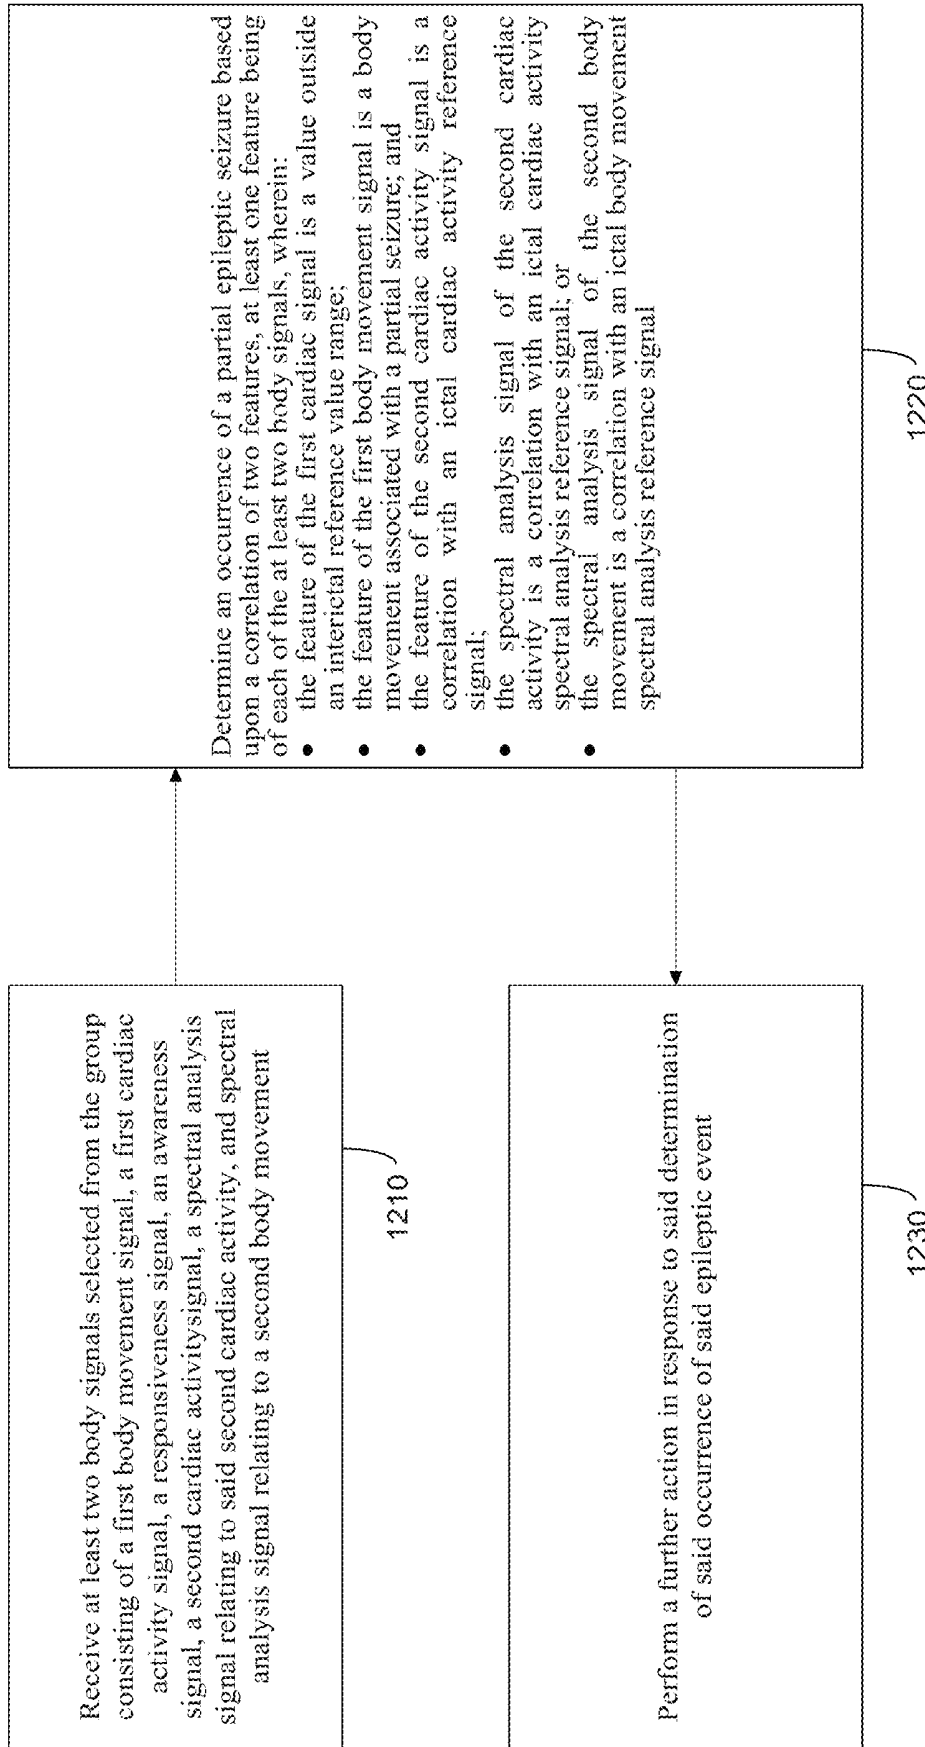 Receive at least two body signals selected from the group
consisting of a first body movement signal, a first cardiac
activity signal, a responsiveness signal, an awareness
signal, a second cardiac activitysignal, a spectral analysis
signal relating to said second cardiac activity, and spectral
analysis signal relating to a second body movement
1210
Determine an occurrence of a partial epileptic seizure based
upon a correlation of two features, at least one feature being
of each of the at least two body signals, wherein:
• the feature of the first cardiac signal is a value outside
an interictal reference value range;
• the feature of the first body movement signal is a body
movement associated with a partial seizure; and
• the feature of the second cardiac activity signal is a
correlation with an ictal cardiac activity reference
signal;
• the spectral analysis signal of the second cardiac
activity is a correlation with an ictal cardiac activity
spectral analysis reference signal; or
• the spectral analysis signal of the second body
movement is a correlation with an ictal body movement
spectral analysis reference signal
1220
Perform a further action in response to said determination
of said occurrence of said epileptic event
1230